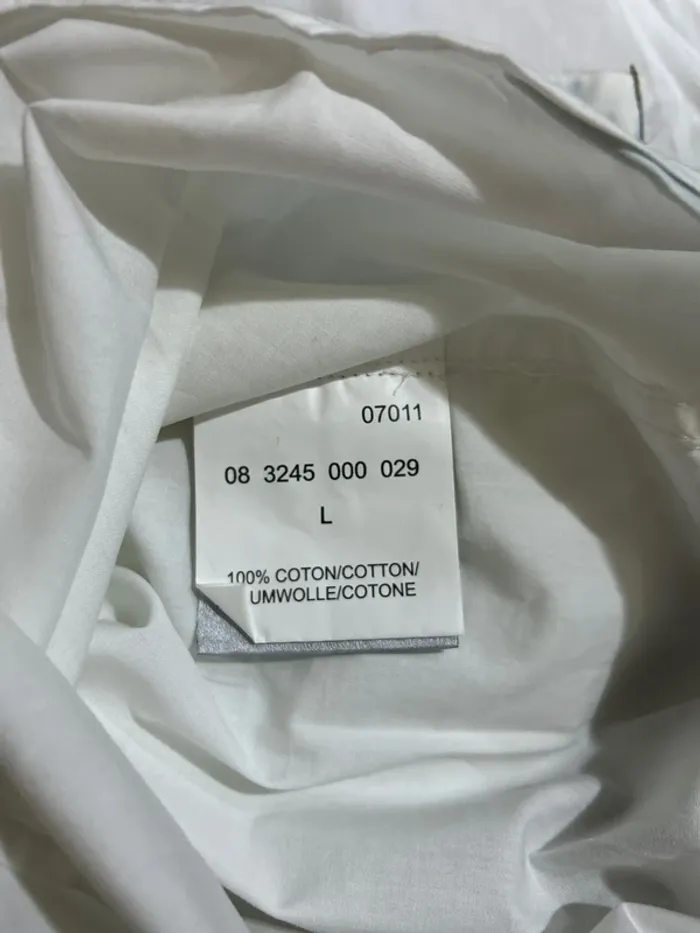 07011
08 3245 000 029
L
100% COTON/COTTON/
UMWOLLE/COTONE